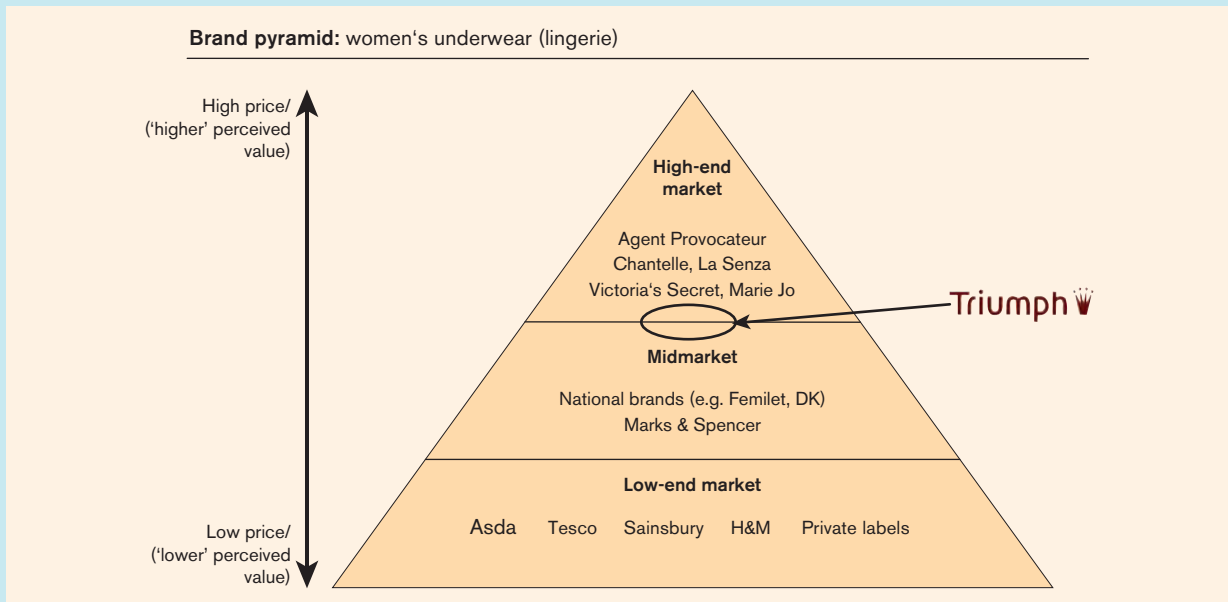 Brand pyramid: women‘s underwear (lingerie)
High price/
(‘higher’ perceived
value)
High-end
market
Agent Provocateur
Chantelle, La Senza
Victoria‘s Secret, Marie Jo
Triumph
Midmarket
National brands (e.g. Femilet, DK)
Marks & Spencer
Low-end market
Asda Tesco Sainsbury H&M Private labels
Low price/
(‘lower’ perceived
value)